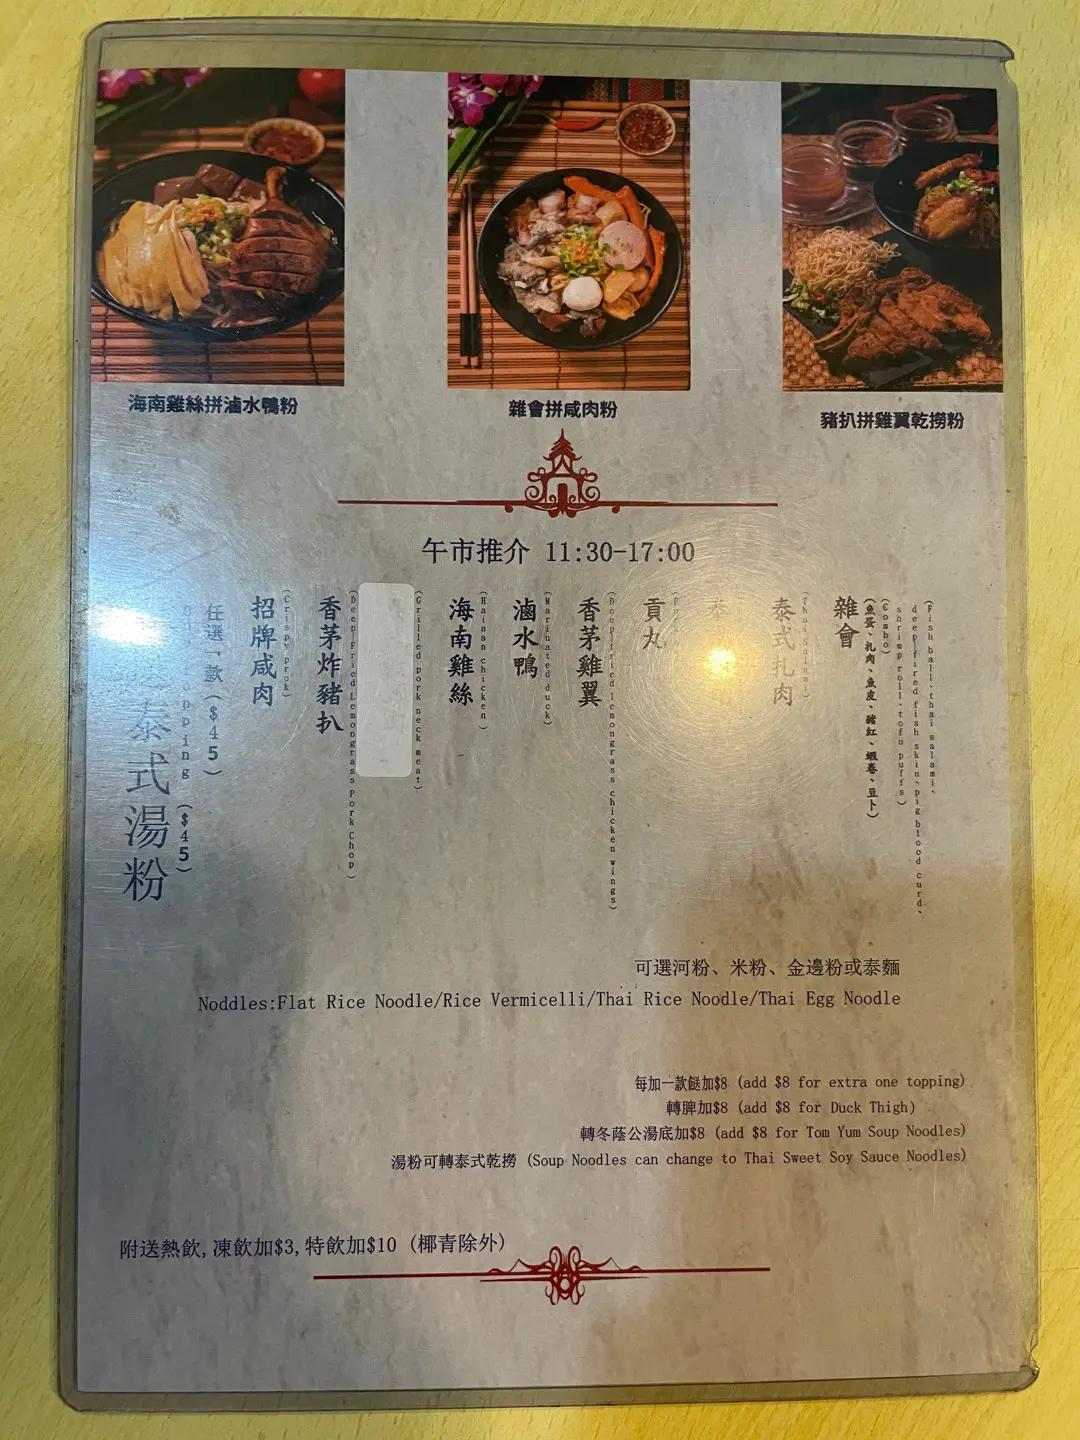 海南雞絲拼滷水鴨粉
雜會拼咸肉粉
豬扒拼雞翼乾撈粉
午市推介 11:30-17:00
(Fish ball、thai salami、
deep fired fish skin、pig blood curd、
shrimp roll、tofu puffs)
(Combo)
(魚蛋、扎肉、魚皮、豬紅、蝦卷、豆卜)
雜會
(Thai Salami)
泰式扎肉
貢丸
(Deep fried lemongrass chicken wings)
香茅雞翼
(Marinated duck)
滷水鴨
(Hainan chicken)
海南雞絲
(Grilled pork neck meat)
(Deep Fried Lemongrass Pork Chop)
香茅炸豬扒
(Crispy prok)
招牌咸肉
任選一款($45)
($45)
泰式湯粉
可選河粉、米粉、金邊粉或泰麵
Noddles:Flat Rice Noodle/Rice Vermicelli/Thai Rice Noodle/Thai Egg Noodle
每加一款餸加$8 (add $8 for extra one topping)
轉脾加$8 (add $8 for Duck Thigh)
轉冬蔭公湯底加$8 (add $8 for Tom Yum Soup Noodles)
湯粉可轉泰式乾撈 (Soup Noodles can change to Thai Sweet Soy Sauce Noodles)
附送熱飲,凍飲加$3,特飲加$10 (椰青除外)